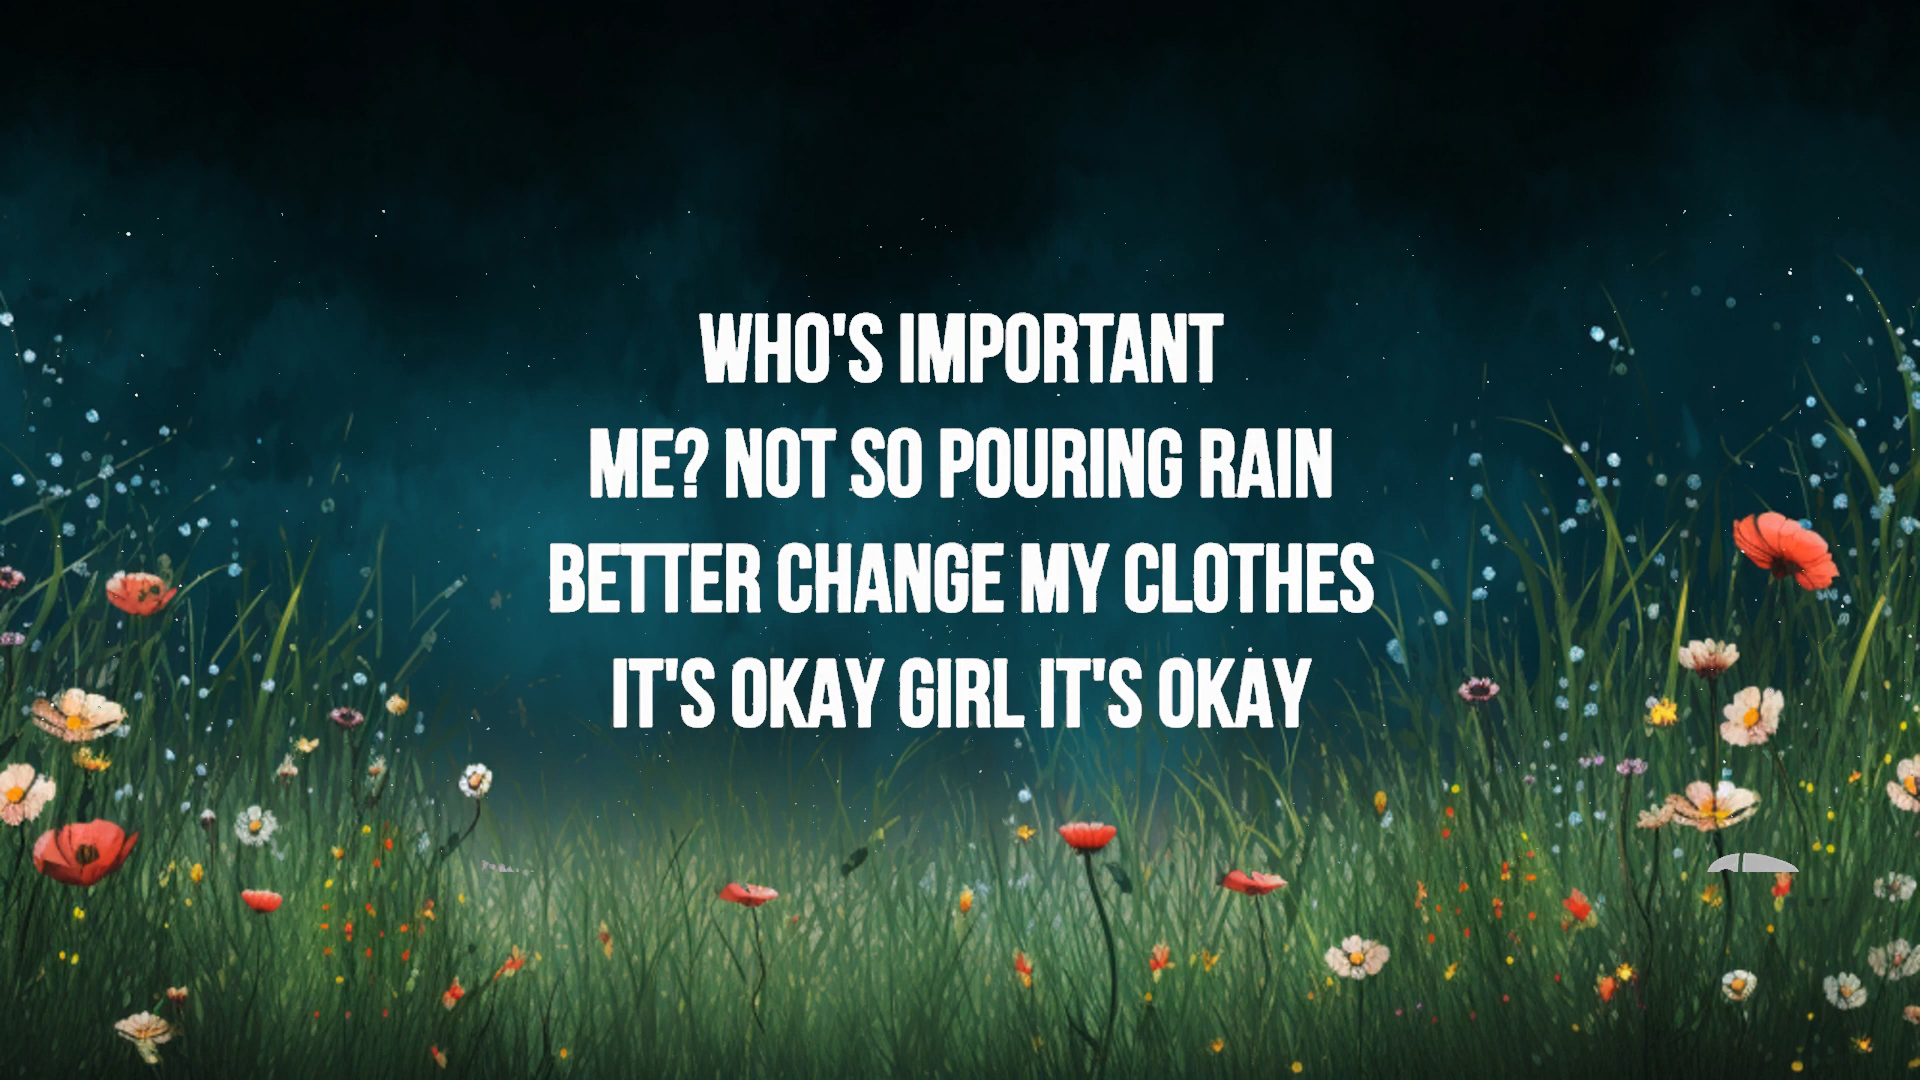 WHO'S IMPORTANT
ME? NOT SO POURING RAIN
BETTER CHANGE MY CLOTHES
IT'S OKAY GIRL IT'S OKAY